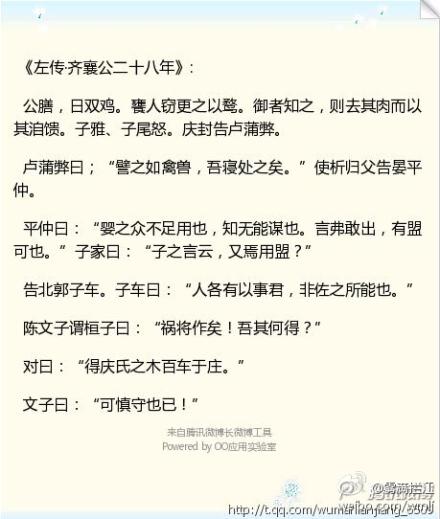 《左传·齐襄公二十八年》:
公膳，日双鸡。饔人窃更之以鹜。御者知之，则去其肉而以
其洎馈。子雅、子尾怒。庆封告卢蒲弊。
卢蒲弊曰；“譬之如禽兽，吾寝处之矣。”使析归父告晏平
仲。
平仲曰：“婴之众不足用也，知无能谋也。言弗敢出，有盟
可也。”子家曰：“子之言云，又焉用盟？”
告北郭子车。子车曰：“人各有以事君，非佐之所能也。”
陈文子谓桓子曰：“祸将作矣！吾其何得？”
对曰：“得庆氏之木百车于庄。”
文子曰：“可慎守也已！”
来自腾讯微博长微博工具
Powered by OO应用实验室